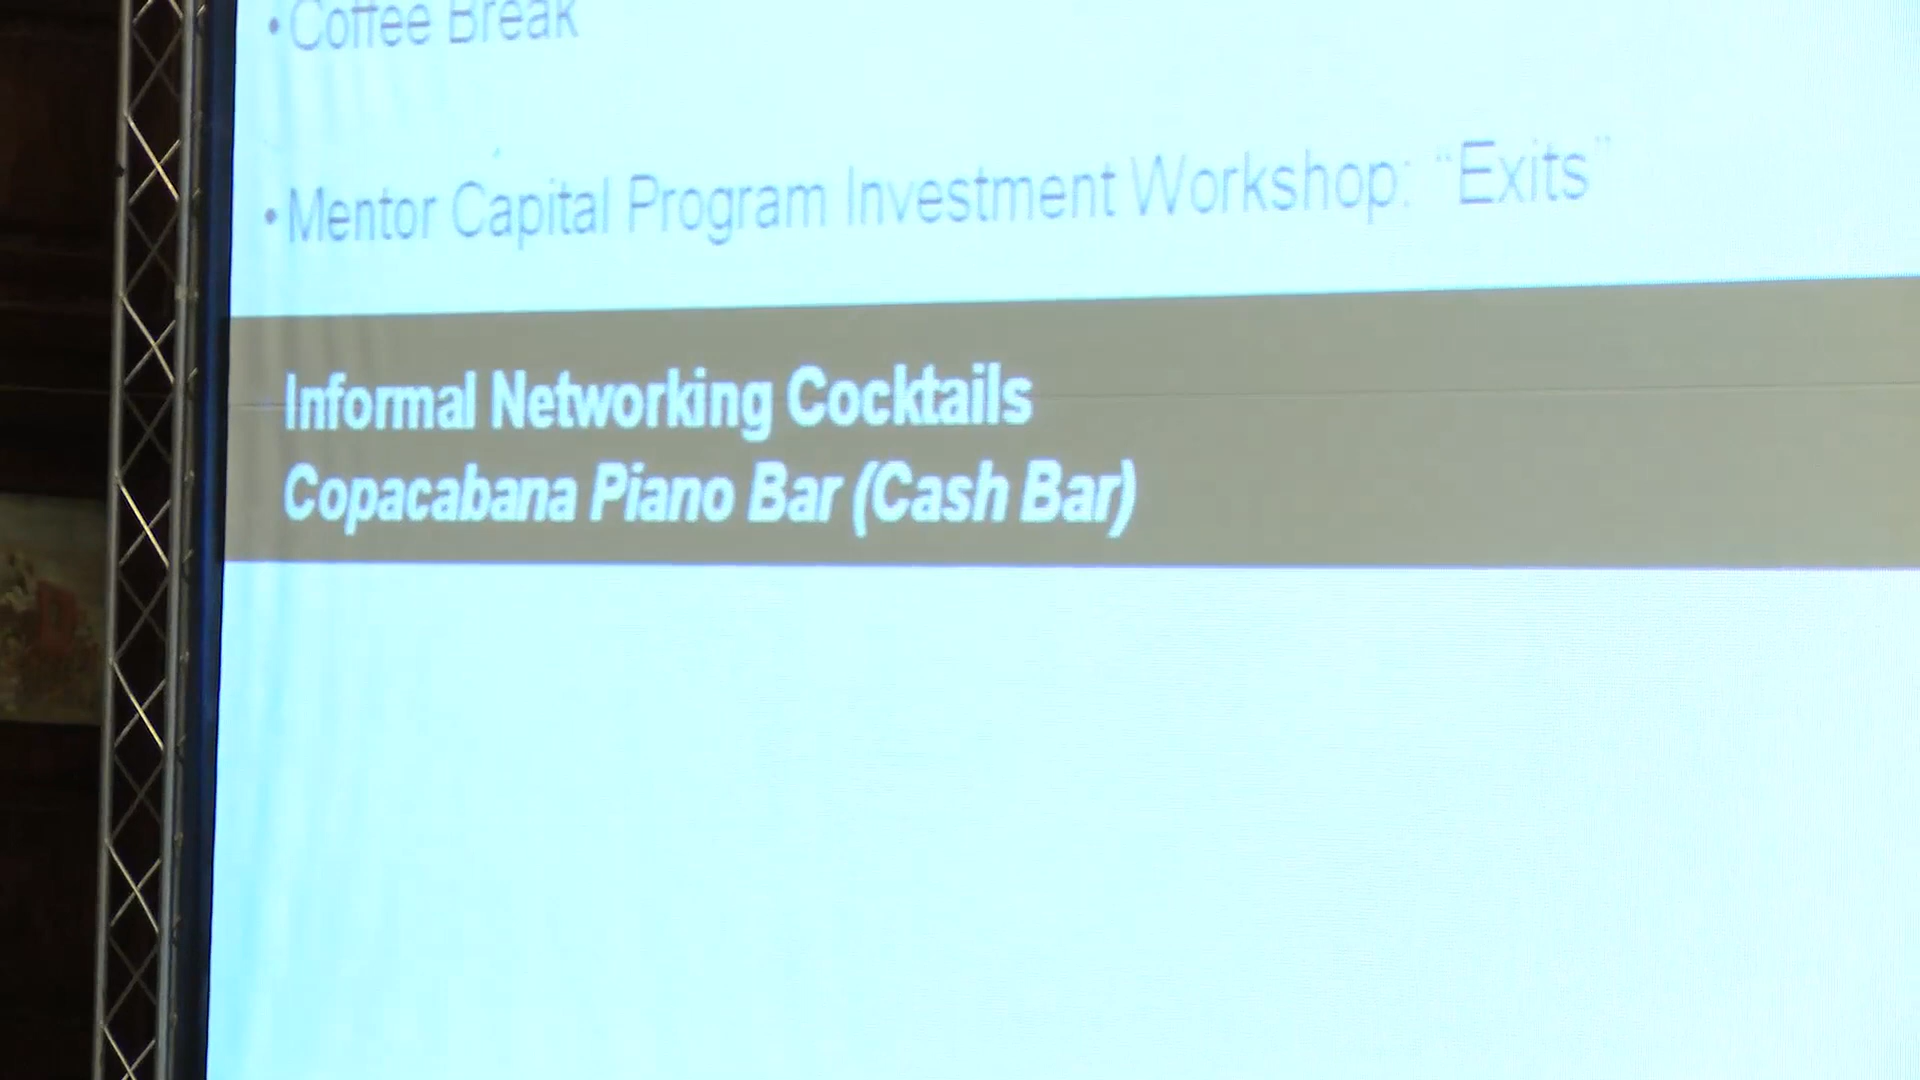 •Coffee Break
•Mentor Capital Program Investment Workshop: “Exits”
Informal Networking Cocktails
Copacabana Piano Bar (Cash Bar)